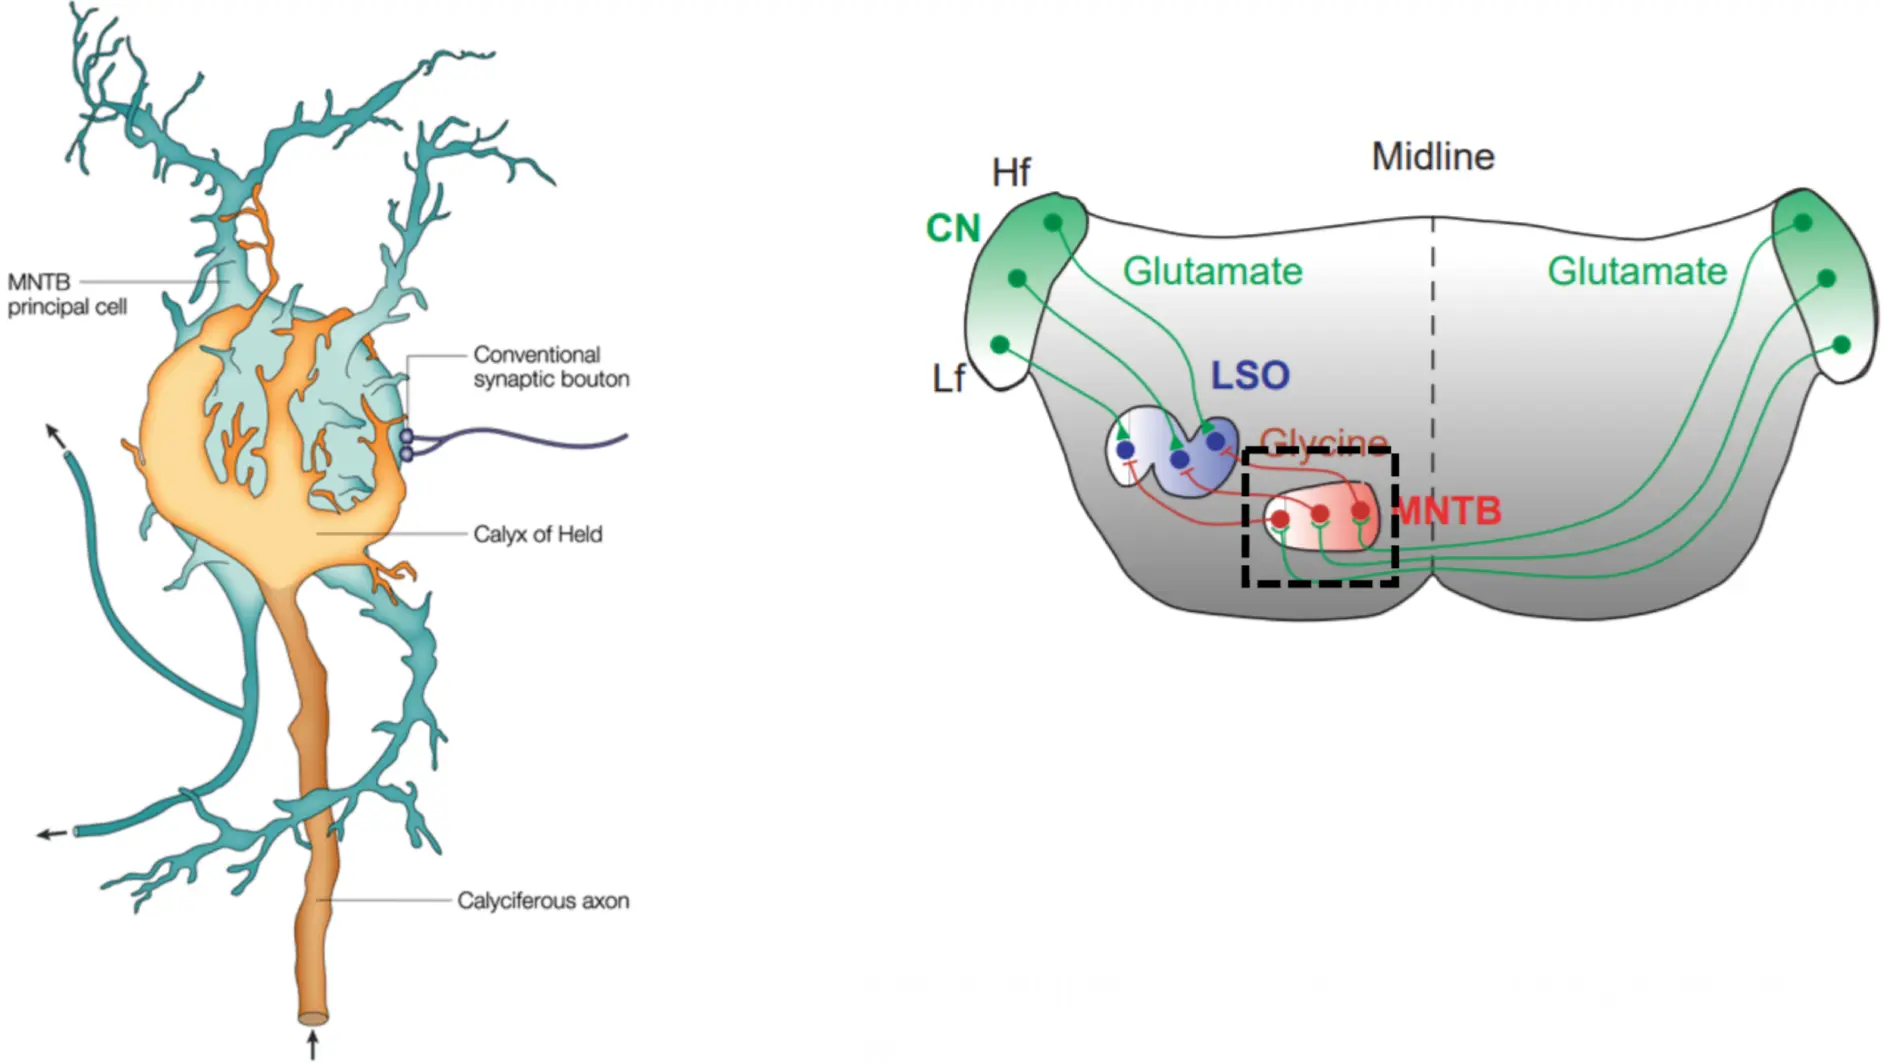 MNTB
principal cell
Conventional
synaptic bouton
Calyx of Held
Calyciferous axon
Midline
Hf
CN
Glutamate
Glutamate
Lf
LSO
Glycine
MNTB